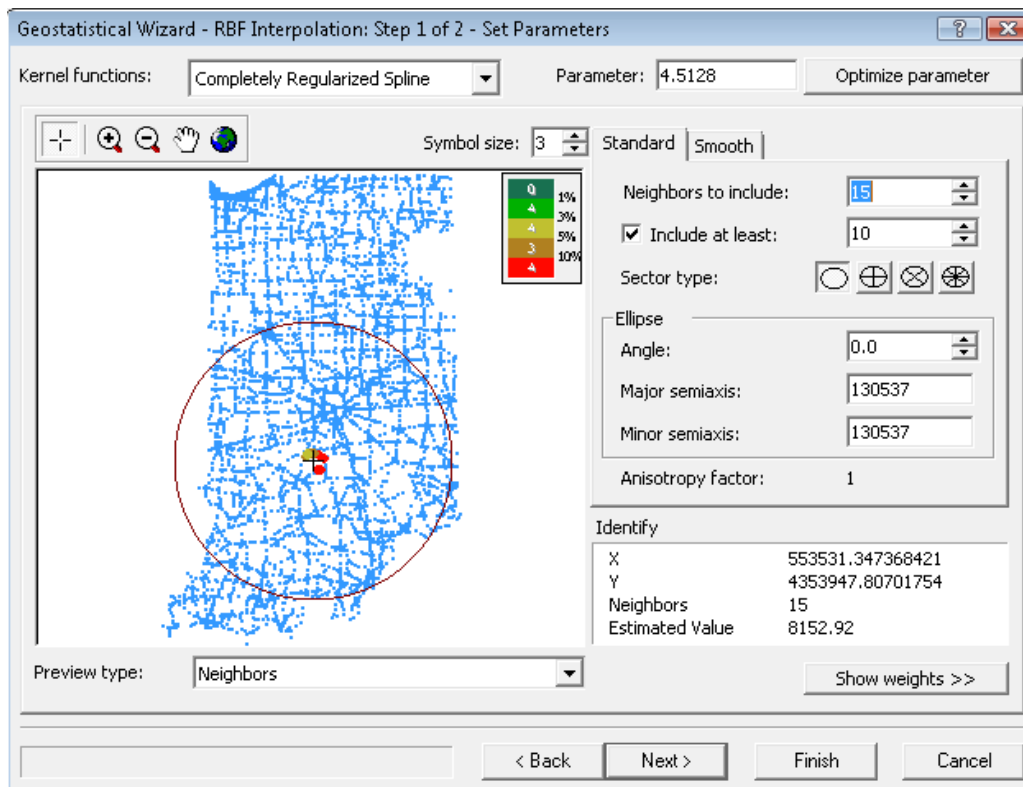 Geostatistical Wizard - RBF Interpolation: Step 1 of 2 - Set Parameters
Kernel functions: Completely Regularized Spline Parameter: 4.5128 Optimize parameter
Symbol size: 3 Standard Smooth
0 1%
4 3%
4 5%
3 10%
4
Neighbors to include: 15
Include at least: 10
Sector type:
Ellipse
Angle: 0.0
Major semiaxis: 130537
Minor semiaxis: 130537
Anisotropy factor: 1
Identify
X 553531.347368421
Y 4353947.80701754
Neighbors 15
Estimated Value 8152.92
Preview type: Neighbors Show weights >>
< Back Next > Finish Cancel